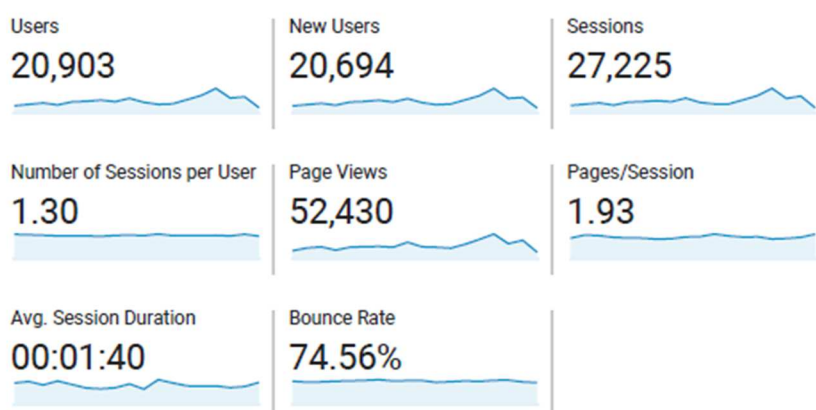 Users
20,903
New Users
20,694
Sessions
27,225
Number of Sessions per User
1.30
Page Views
52,430
Pages/Session
1.93
Avg. Session Duration
00:01:40
Bounce Rate
74.56%